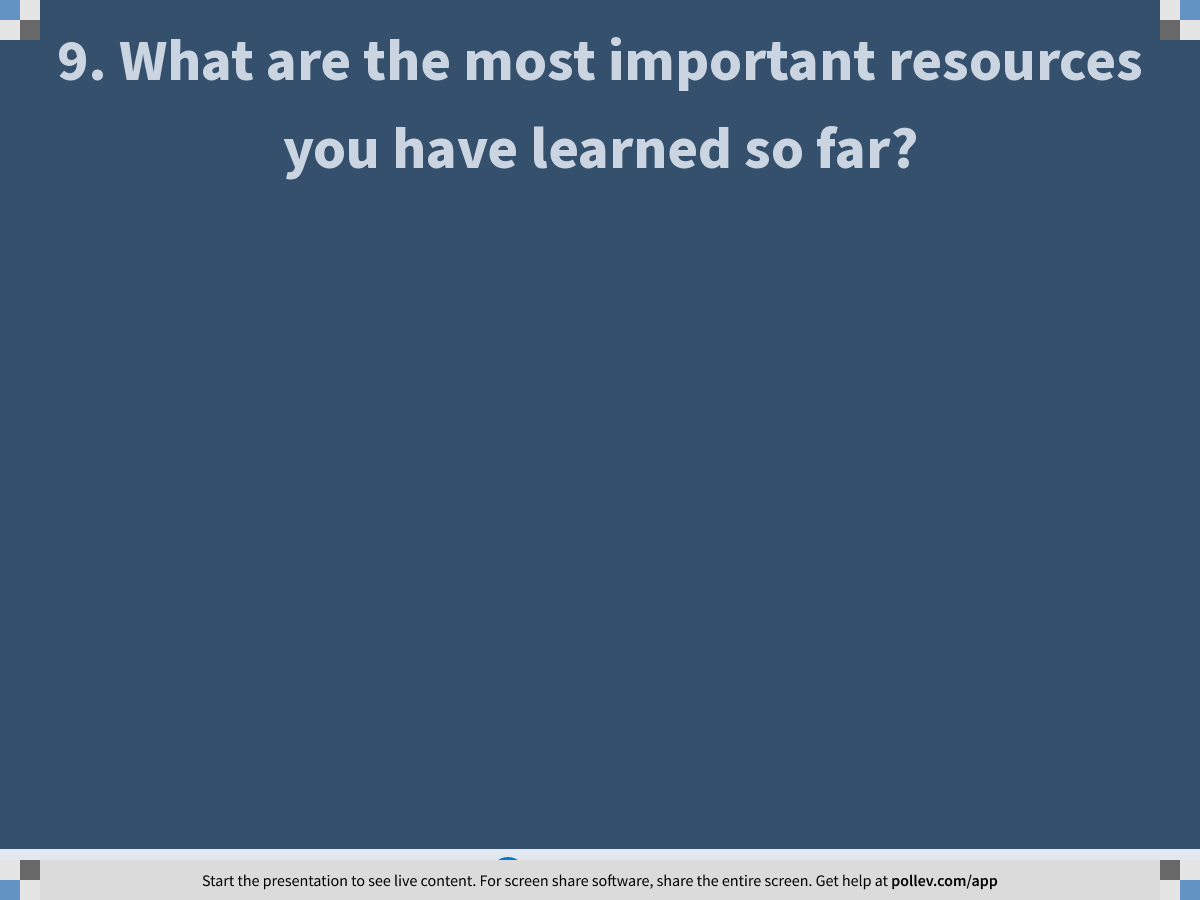 9. What are the most important resources
you have learned so far?
Start the presentation to see live content. For screen share software, share the entire screen. Get help at pollev.com/app